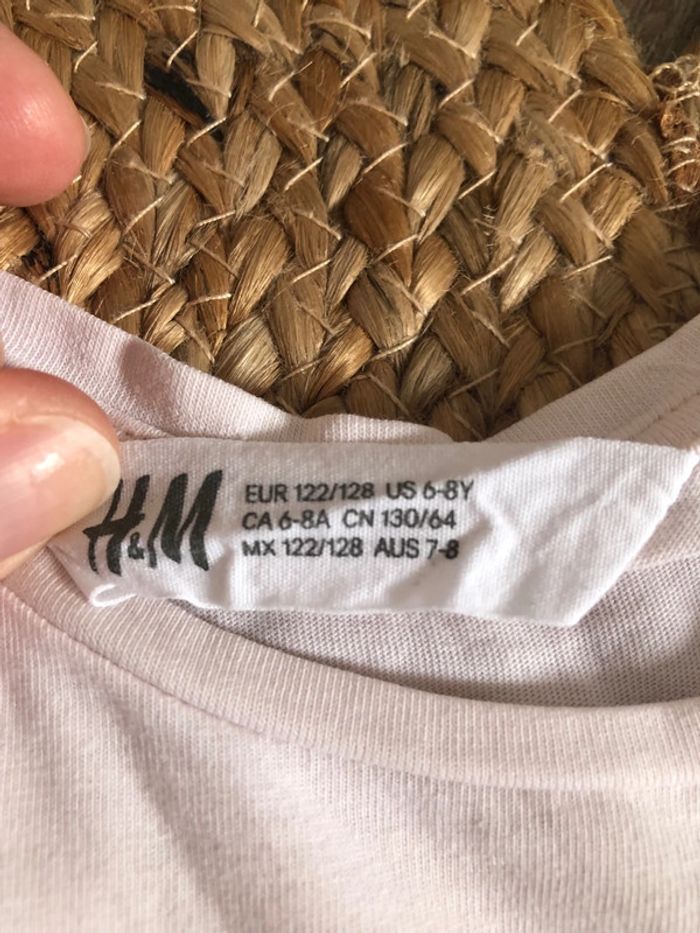 H&M
EUR 122/128 US 6-8Y
CA 6-8A CN 130/64
MX 122/128 AUS 7-8